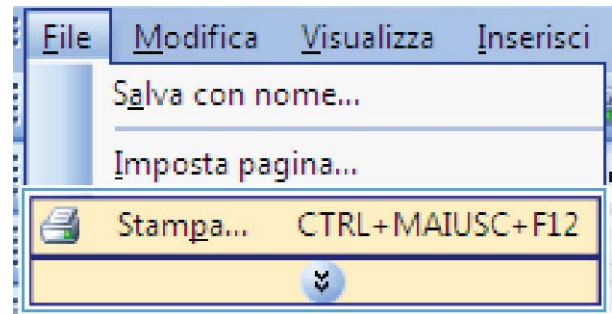 File Modifica Visualizza Inserisci
Salva con nome...
Imposta pagina...
Stampa... CTRL+MAIUSC+F12